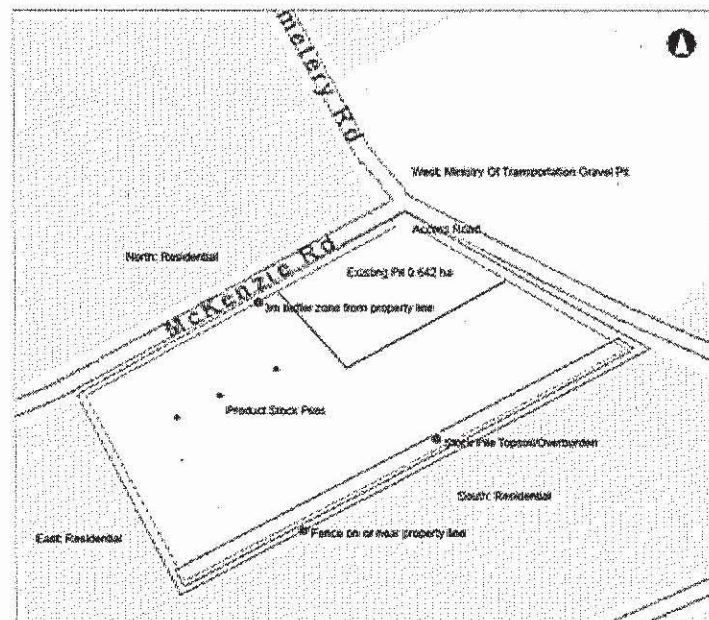 metery Rd
West: Ministry Of Transportation Gravel Pit
Access Road
North: Residential
Existing Pit 0.642 ha
McKenzie Rd
3m buffer zone from property line
Product Stock Piles
Stock Pile Topsoil/Overburden
South: Residential
East: Residential
Fence on or near property line